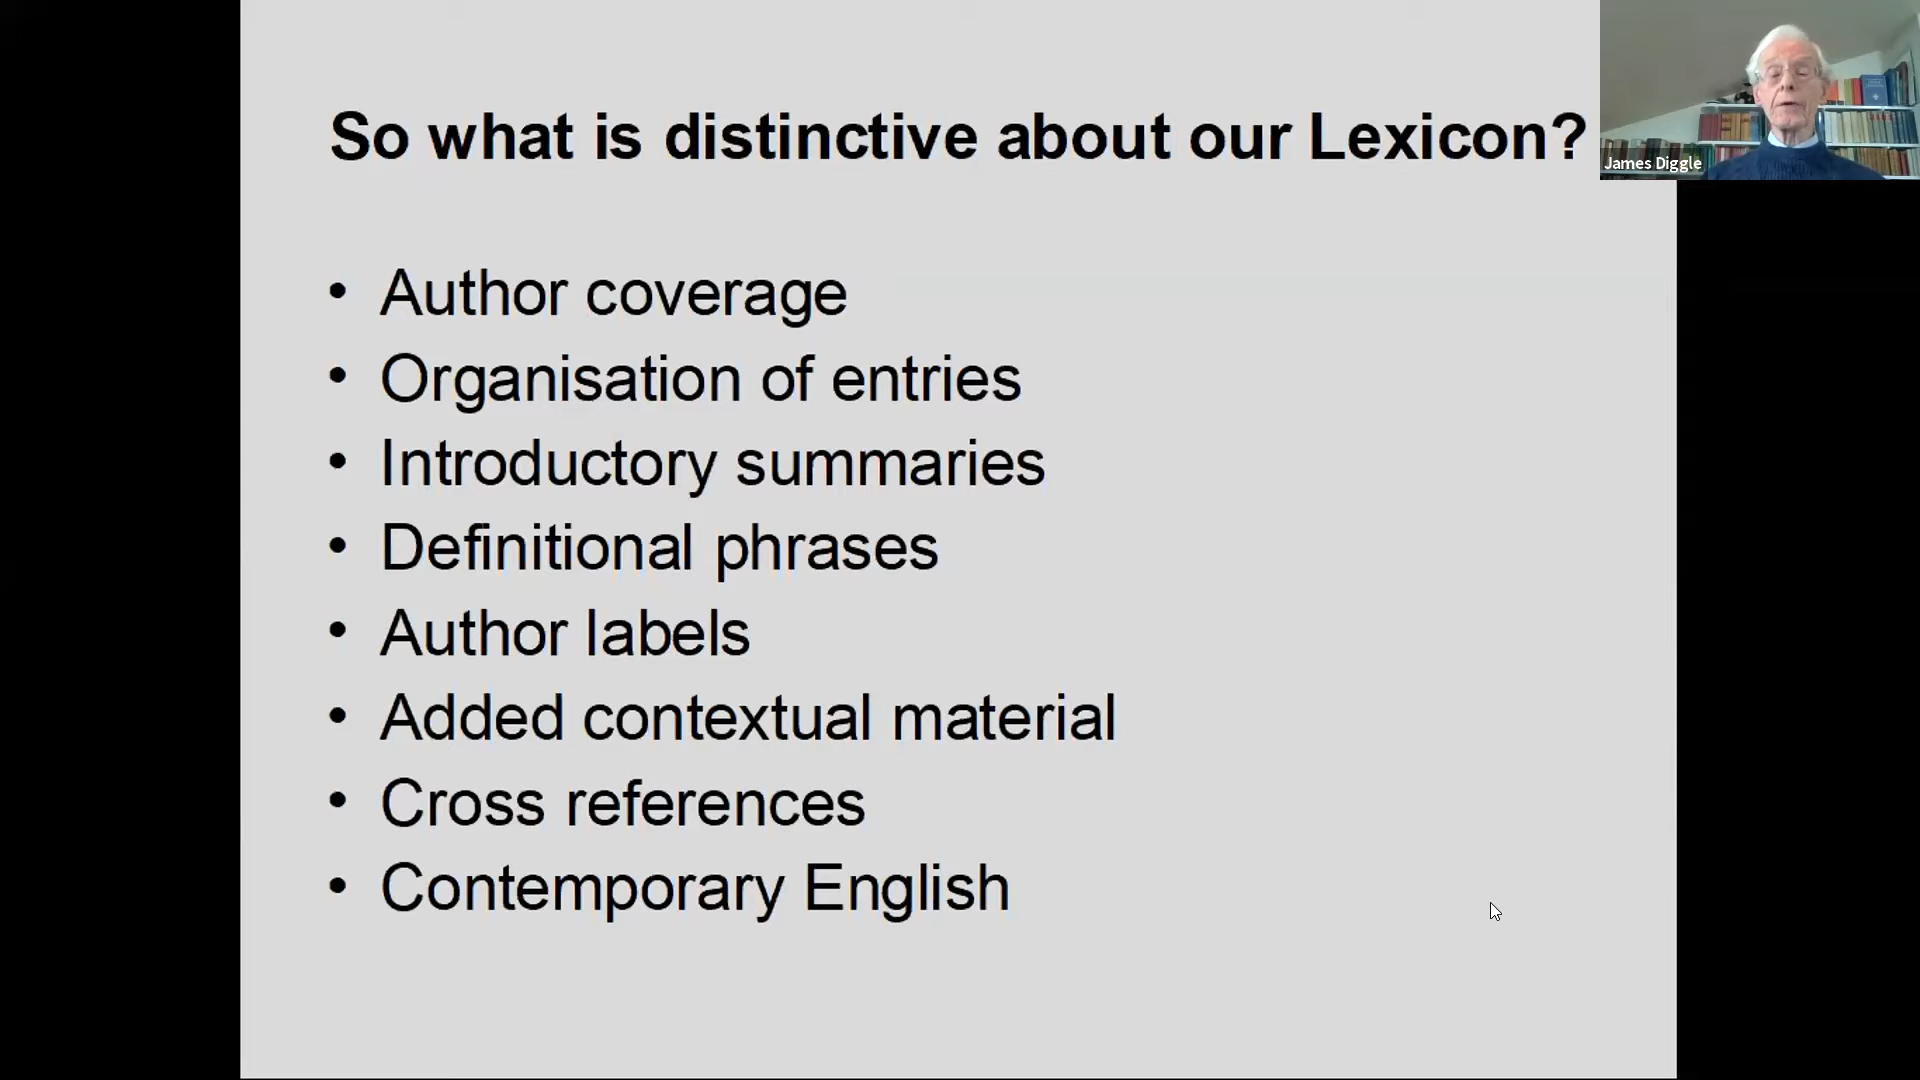 So what is distinctive about our Lexicon?
James Diggle
• Author coverage
• Organisation of entries
• Introductory summaries
• Definitional phrases
• Author labels
• Added contextual material
• Cross references
• Contemporary English